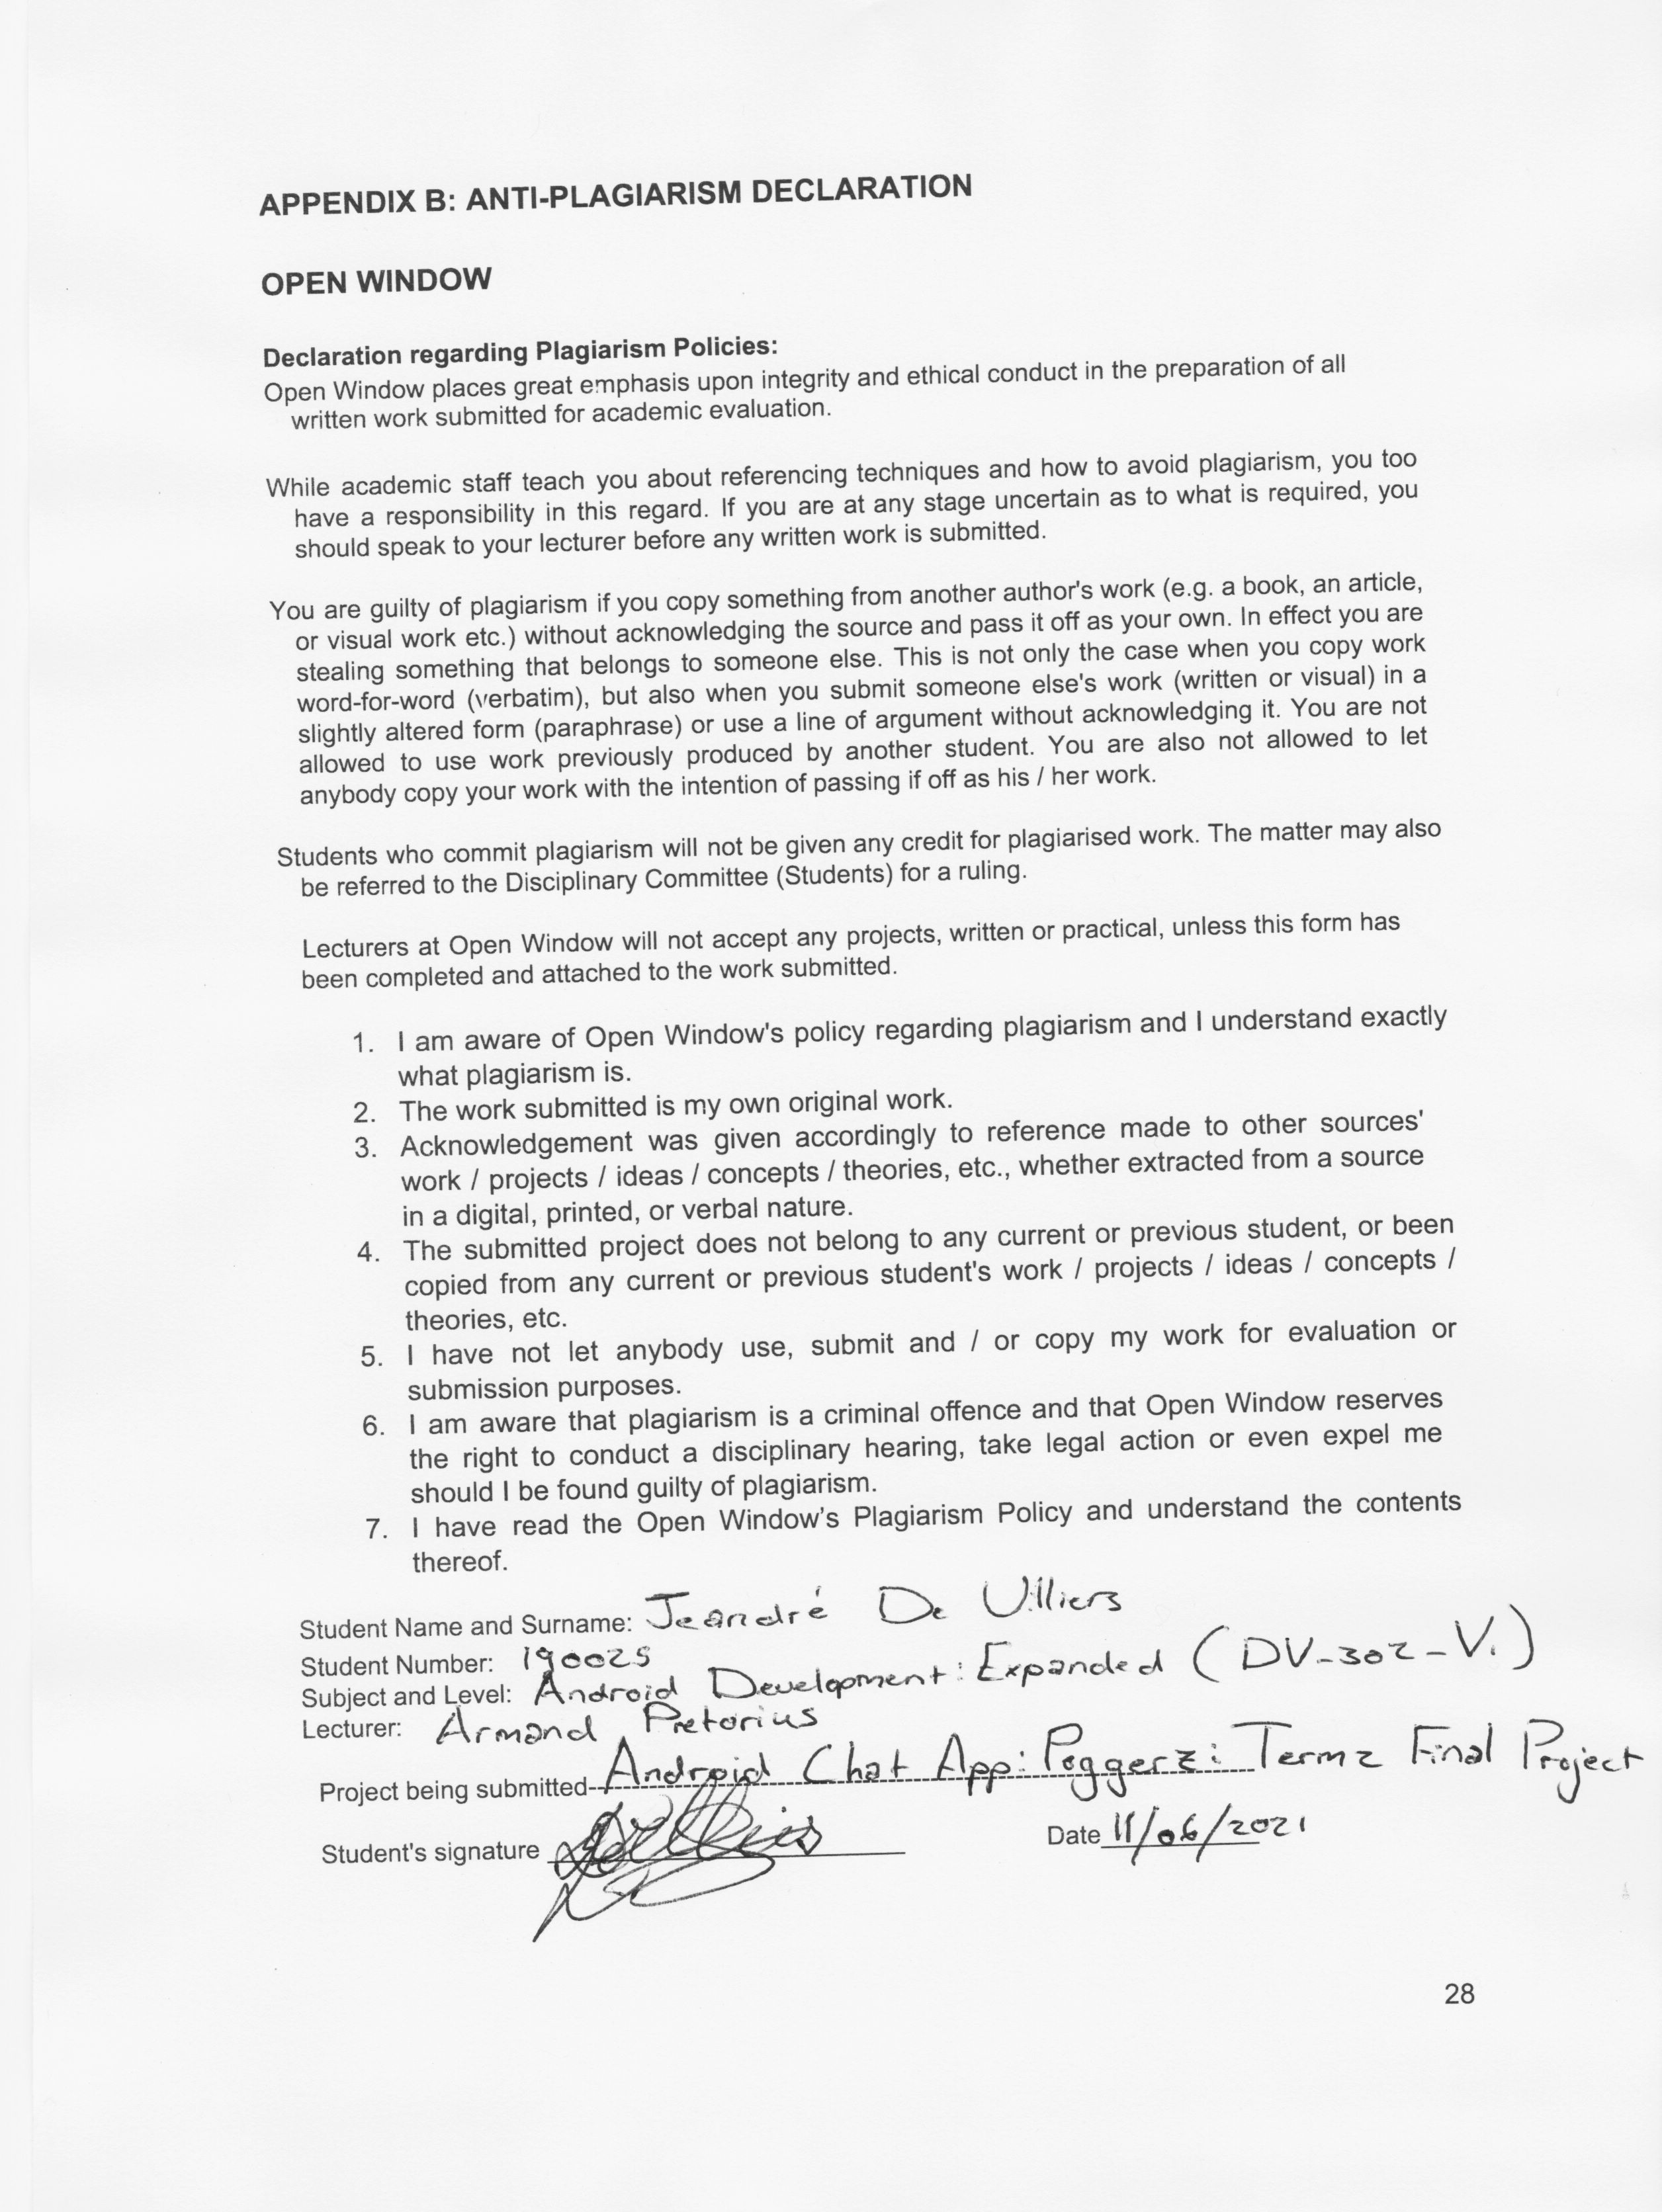 APPENDIX B: ANTI-PLAGIARISM DECLARATION
OPEN WINDOW
Declaration regarding Plagiarism Policies:
Open Window places great emphasis upon integrity and ethical conduct in the preparation of all
written work submitted for academic evaluation.
While academic staff teach you about referencing techniques and how to avoid plagiarism, you too
have a responsibility in this regard. If you are at any stage uncertain as to what is required, you
should speak to your lecturer before any written work is submitted.
You are guilty of plagiarism if you copy something from another author's work (e.g. a book, an article,
or visual work etc.) without acknowledging the source and pass it off as your own. In effect you are
stealing something that belongs to someone else. This is not only the case when you copy work
word-for-word (verbatim), but also when you submit someone else's work (written or visual) in a
slightly altered form (paraphrase) or use a line of argument without acknowledging it. You are not
allowed to use work previously produced by another student. You are also not allowed to let
anybody copy your work with the intention of passing if off as his / her work.
Students who commit plagiarism will not be given any credit for plagiarised work. The matter may also
be referred to the Disciplinary Committee (Students) for a ruling.
Lecturers at Open Window will not accept any projects, written or practical, unless this form has
been completed and attached to the work submitted.
1. I am aware of Open Window's policy regarding plagiarism and I understand exactly
what plagiarism is.
2. The work submitted is my own original work.
3. Acknowledgement was given accordingly to reference made to other sources'
work / projects / ideas / concepts / theories, etc., whether extracted from a source
in a digital, printed, or verbal nature.
4. The submitted project does not belong to any current or previous student, or been
copied from any current or previous student's work / projects / ideas / concepts /
theories, etc.
5. I have not let anybody use, submit and / or copy my work for evaluation or
submission purposes.
6. I am aware that plagiarism is a criminal offence and that Open Window reserves
the right to conduct a disciplinary hearing, take legal action or even expel me
should I be found guilty of plagiarism.
7. I have read the Open Window's Plagiarism Policy and understand the contents
thereof.
Student Name and Surname: Jeandré De Villiers
Student Number: 190025
Subject and Level: Android Development: Expanded (DV-302-V.)
Lecturer: Armand Pretorius
Project being submitted Android Chat App: Poggerz: Term 2 Final Project
Student's signature
Date 11/06/2021
28